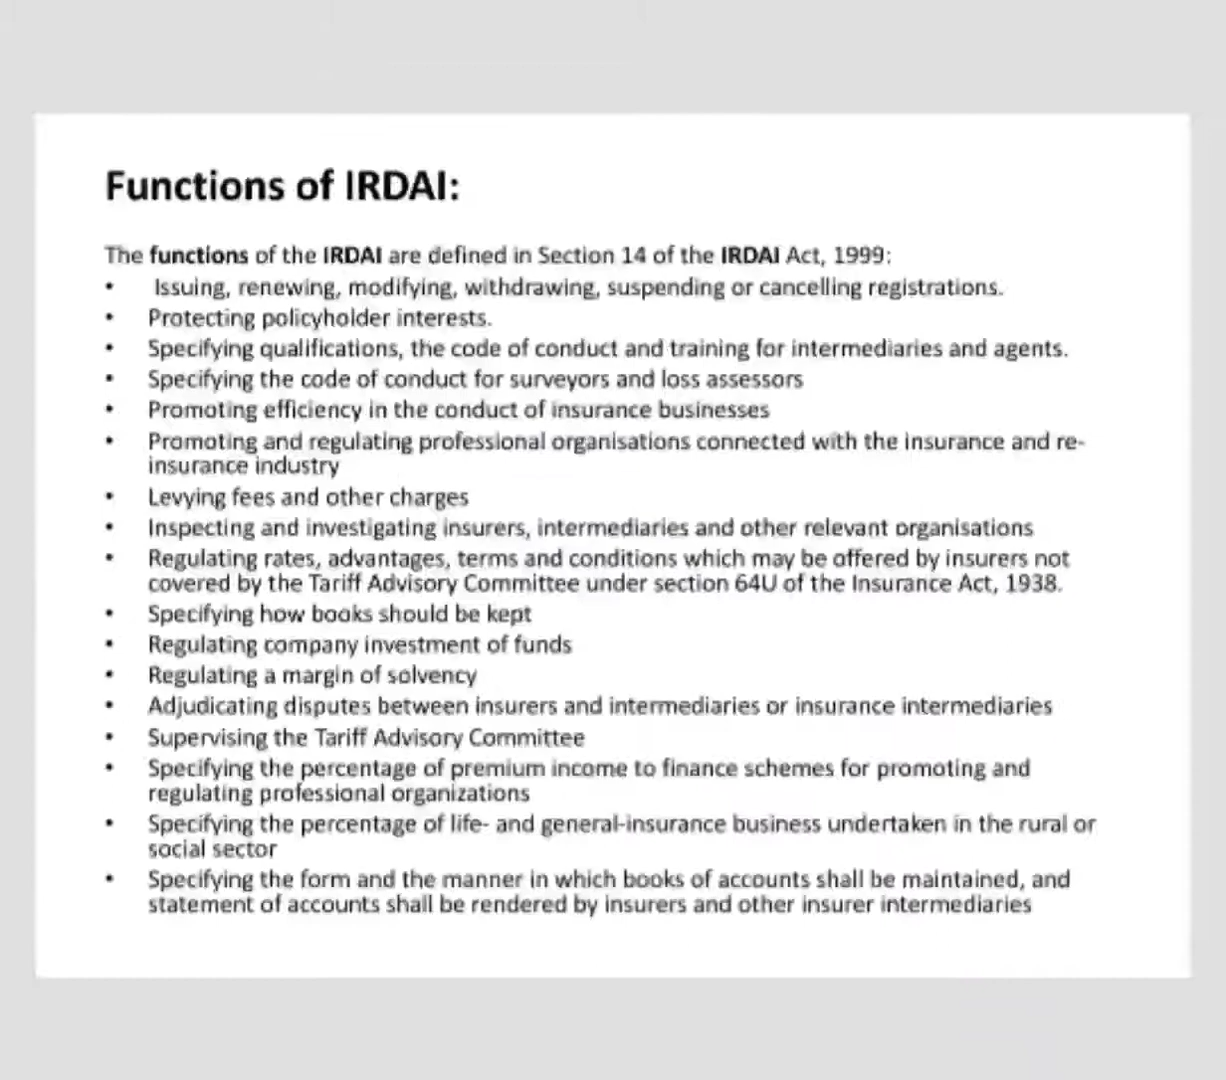 Functions of IRDAI:
The functions of the IRDAI are defined in Section 14 of the IRDAI Act, 1999:
• Issuing, renewing, modifying, withdrawing, suspending or cancelling registrations.
• Protecting policyholder interests.
• Specifying qualifications, the code of conduct and training for intermediaries and agents.
• Specifying the code of conduct for surveyors and loss assessors
• Promoting efficiency in the conduct of insurance businesses
• Promoting and regulating professional organisations connected with the insurance and re-
insurance industry
• Levying fees and other charges
• Inspecting and investigating insurers, intermediaries and other relevant organisations
• Regulating rates, advantages, terms and conditions which may be offered by insurers not
covered by the Tariff Advisory Committee under section 64U of the Insurance Act, 1938.
• Specifying how books should be kept
• Regulating company investment of funds
• Regulating a margin of solvency
• Adjudicating disputes between insurers and intermediaries or insurance intermediaries
• Supervising the Tariff Advisory Committee
• Specifying the percentage of premium income to finance schemes for promoting and
regulating professional organizations
• Specifying the percentage of life- and general-insurance business undertaken in the rural or
social sector
• Specifying the form and the manner in which books of accounts shall be maintained, and
statement of accounts shall be rendered by insurers and other insurer intermediaries